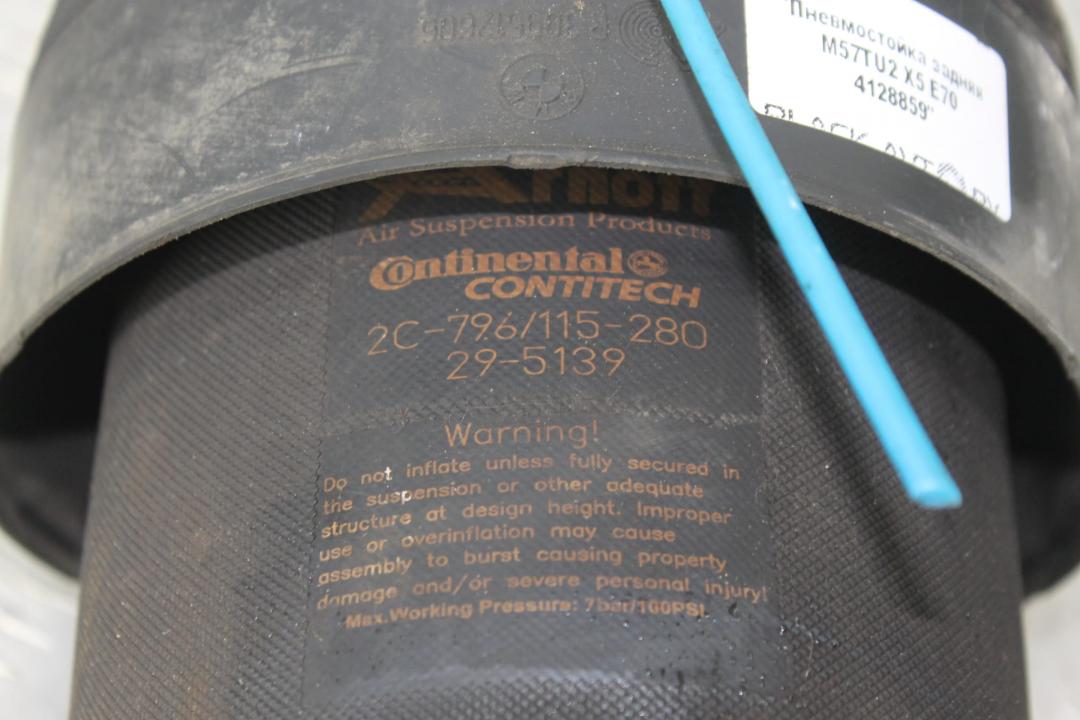 "Пневмостойка задняя
M57TU2 X5 E70
4128859"
Arnott
Air Suspension Products
Continental
CONTITECH
2C-796/115-280
29-5139
Warning!
Do not inflate unless fully secured in
the suspension or other adequate
structure at design height. Improper
use or overinflation may cause
assembly to burst causing property
damage and/or severe personal injury!
Max.Working Pressure: 7bar/100PSI